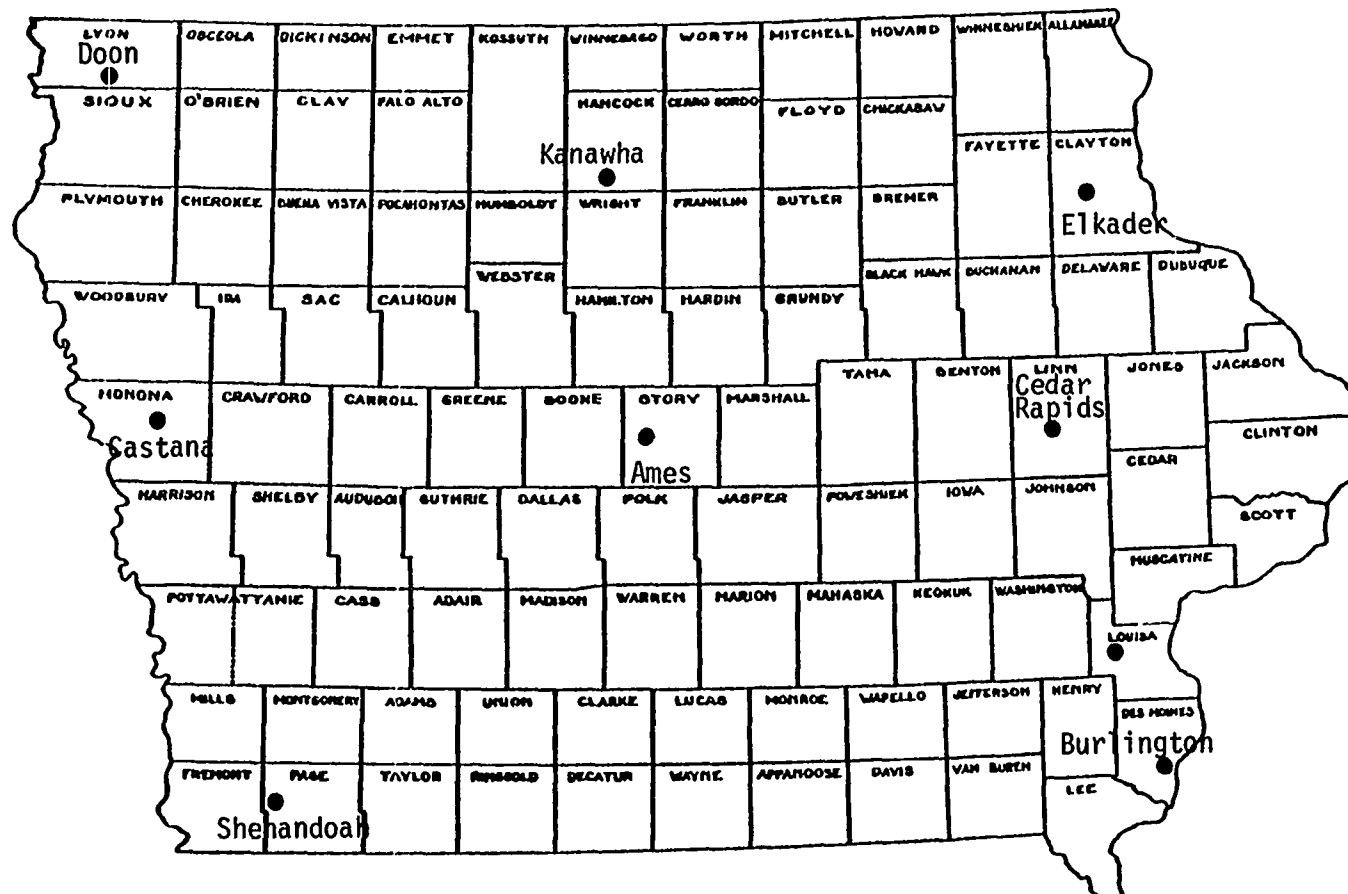 LYON OSCEOLA DICKINSON EMMET KOSSUTH WINNEBAGO WORTH MITCHELL HOWARD WINNESHIEK ALLAMAKEE
Doon
SIOUX O'BRIEN CLAY PALO ALTO HANCOCK CERRO GORDO FLOYD CHICKASAW
Kanawha
FAYETTE CLAYTON
PLYMOUTH CHEROKEE BUENA VISTA POCAHONTAS HUMBOLDT WRIGHT FRANKLIN BUTLER BREMER
Elkader
WEBSTER BLACK HAWK BUCHANAN DELAWARE DUBUQUE
WOODBURY IDA SAC CALHOUN HAMILTON HARDIN GRUNDY
TAMA BENTON LINN JONES JACKSON
Cedar
Rapids
MONONA CRAWFORD CARROLL GREENE BOONE STORY MARSHALL
CLINTON
Castana
Ames
CEDAR
HARRISON SHELBY AUDUBON GUTHRIE DALLAS POLK JASPER POWESHIEK IOWA JOHNSON
SCOTT
MUSCATINE
POTTAWATTAMIE CASS ADAIR MADISON WARREN MARION MAHASKA KEOKUK WASHINGTON
LOUISA
MILLS MONTGOMERY ADAMS UNION CLARKE LUCAS MONROE WAPELLO JEFFERSON HENRY
DES MOINES
Burlington
FREMONT PAGE TAYLOR RINGGOLD DECATUR WAYNE APPANOOSE DAVIS VAN BUREN
LEE
Shenandoah